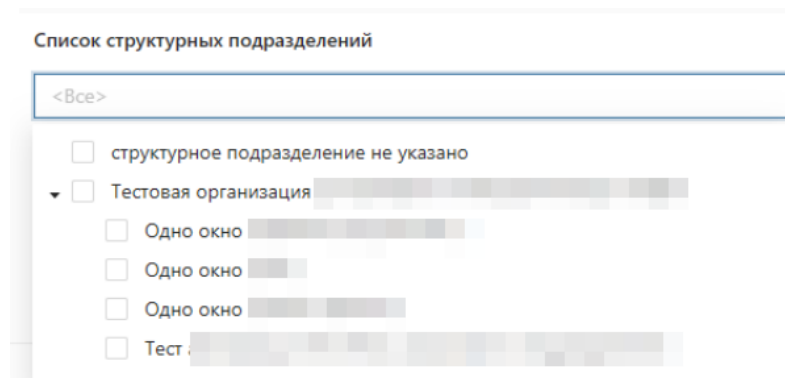 Список структурных подразделений
<Все>
структурное подразделение не указано
Тестовая организация
Одно окно
Одно окно
Одно окно
Тест